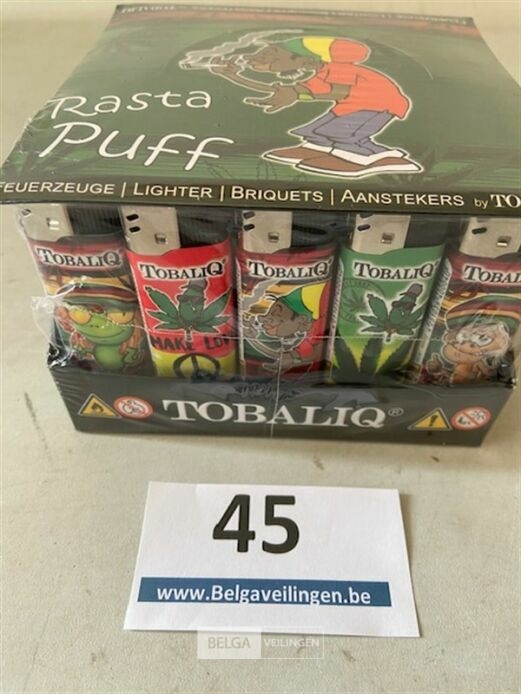 Rasta
Puff
FEUERZEUGE | LIGHTER | BRIQUETS | AANSTEKERS by TO
TOBALIQ
TOBALIQ
TOBALIQ
TOBALIQ
TOBALI
MAKE LO
TOBALIQ®
45
www.Belgaveilingen.be
BELGA VEILINGEN